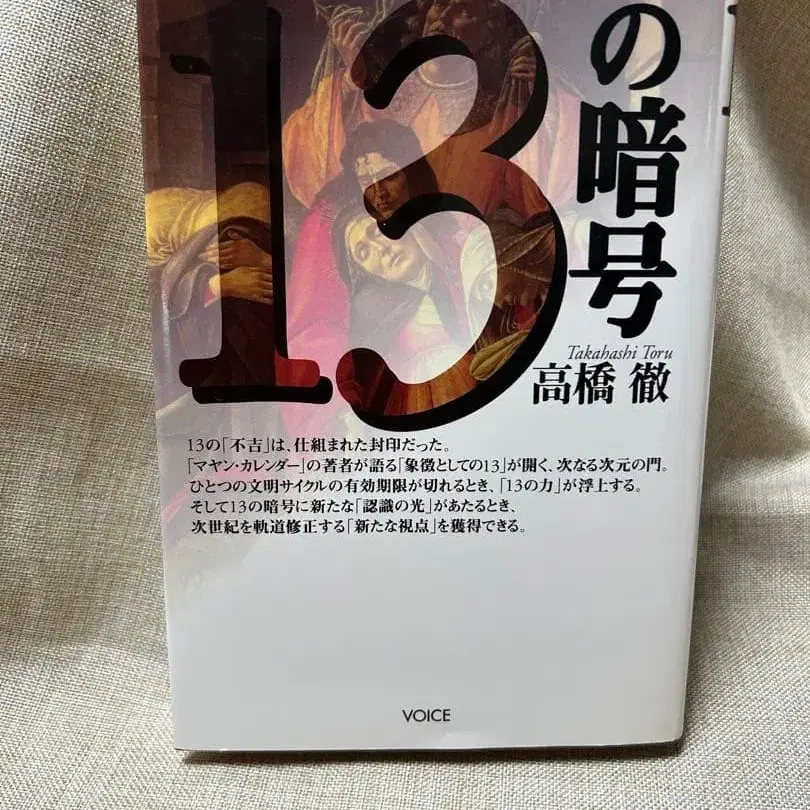 13
の暗号
Takahashi Toru
高橋 徹
13の「不吉」は、仕組まれた封印だった。
「マヤン・カレンダー」の著者が語る「象徴としての13」が開く、次なる次元の門。
ひとつの文明サイクルの有効期限が切れるとき、「13の力」が浮上する。
そして13の暗号に新たな「認識の光」があたるとき、
次世紀を軌道修正する「新たな視点」を獲得できる。
VOICE